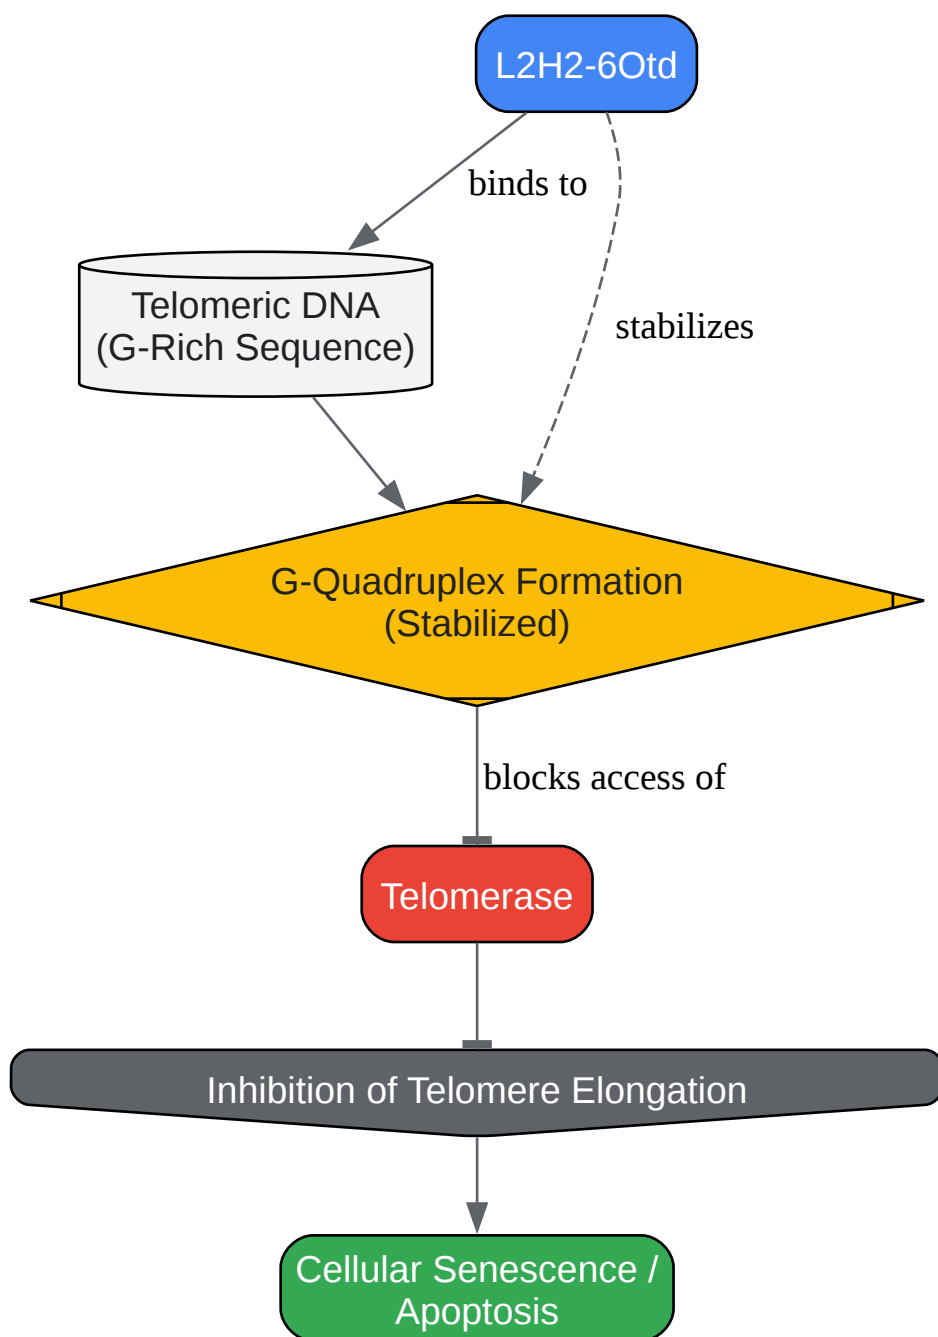 L2H2-6Otd
binds to
Telomeric DNA
(G-Rich Sequence)
stabilizes
G-Quadruplex Formation
(Stabilized)
blocks access of
Telomerase
Inhibition of Telomere Elongation
Cellular Senescence /
Apoptosis